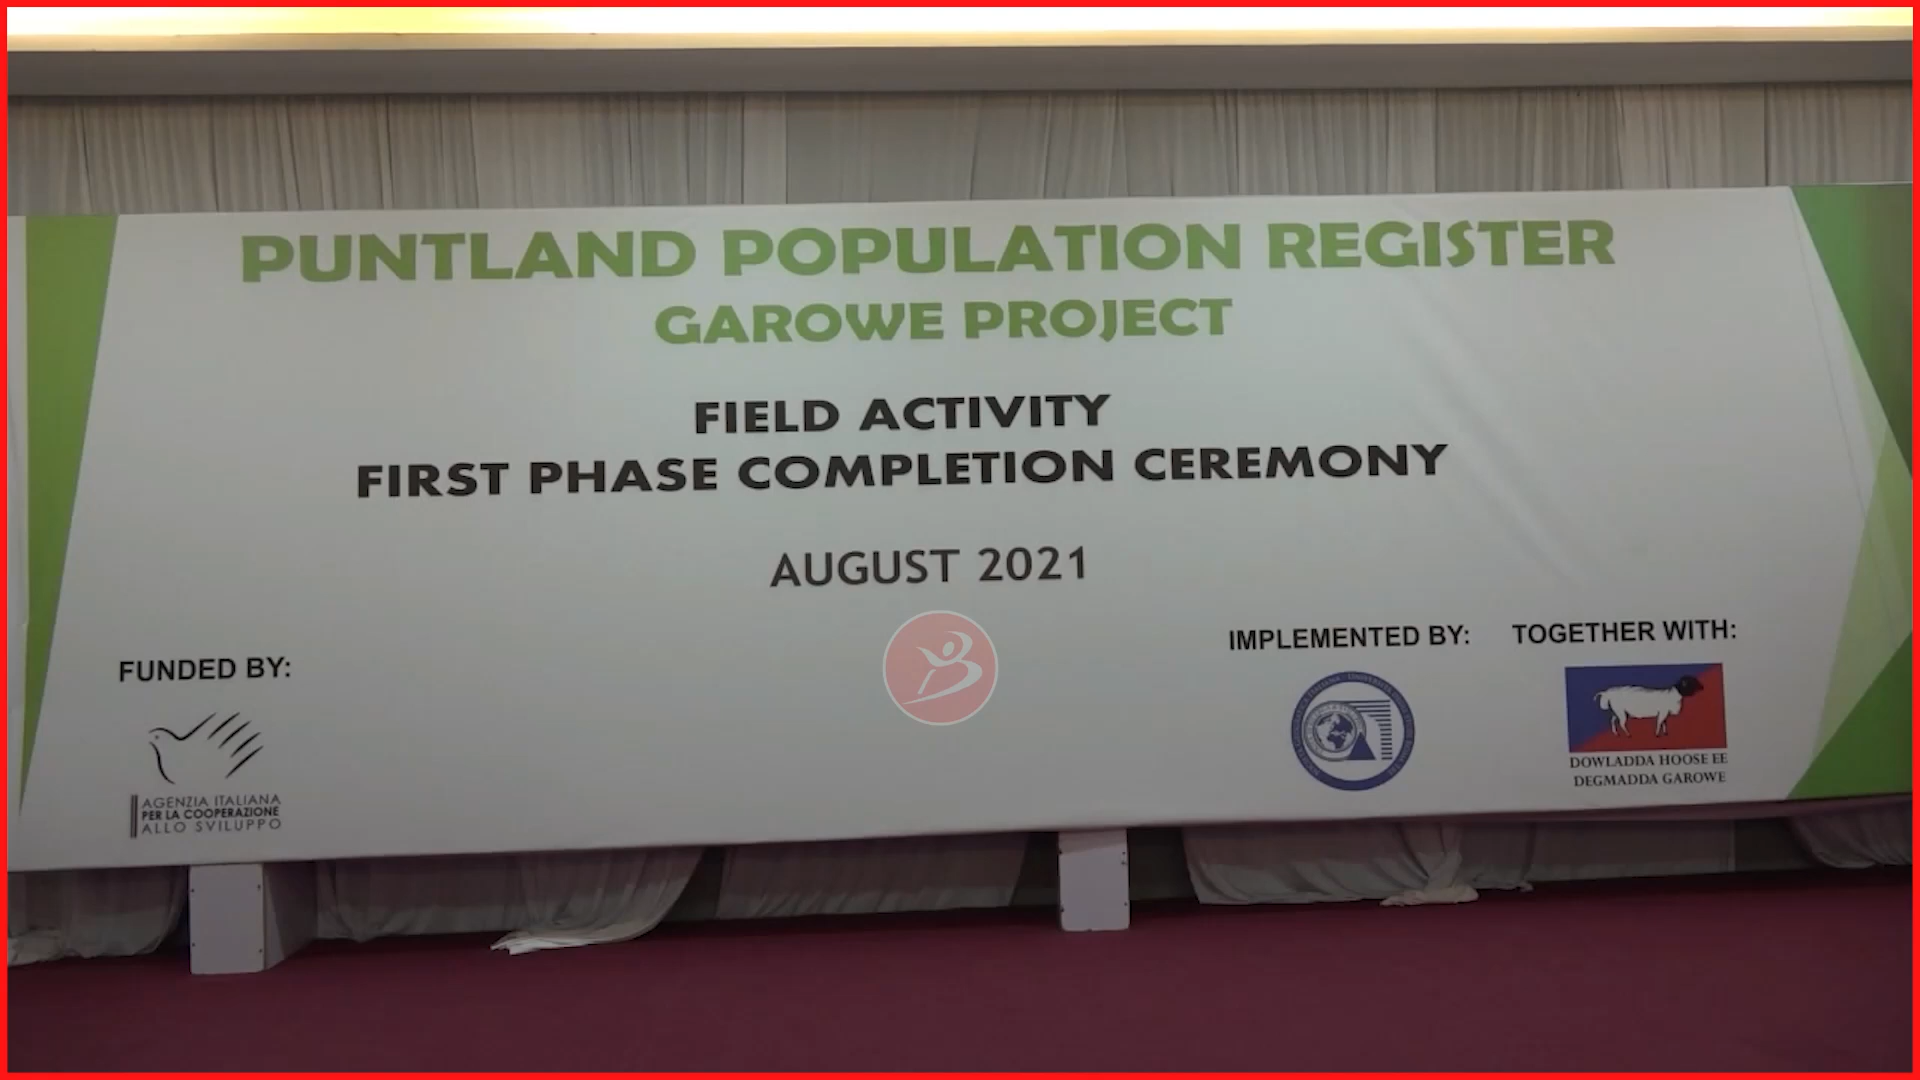 PUNTLAND POPULATION REGISTER
GAROWE PROJECT
FIELD ACTIVITY
FIRST PHASE COMPLETION CEREMONY
AUGUST 2021
FUNDED BY:
AGENZIA ITALIANA
PER LA COOPERAZIONE
ALLO SVILUPPO
IMPLEMENTED BY:
TOGETHER WITH:
DOWLADDA HOOSE EE
DEGMADDA GAROWE